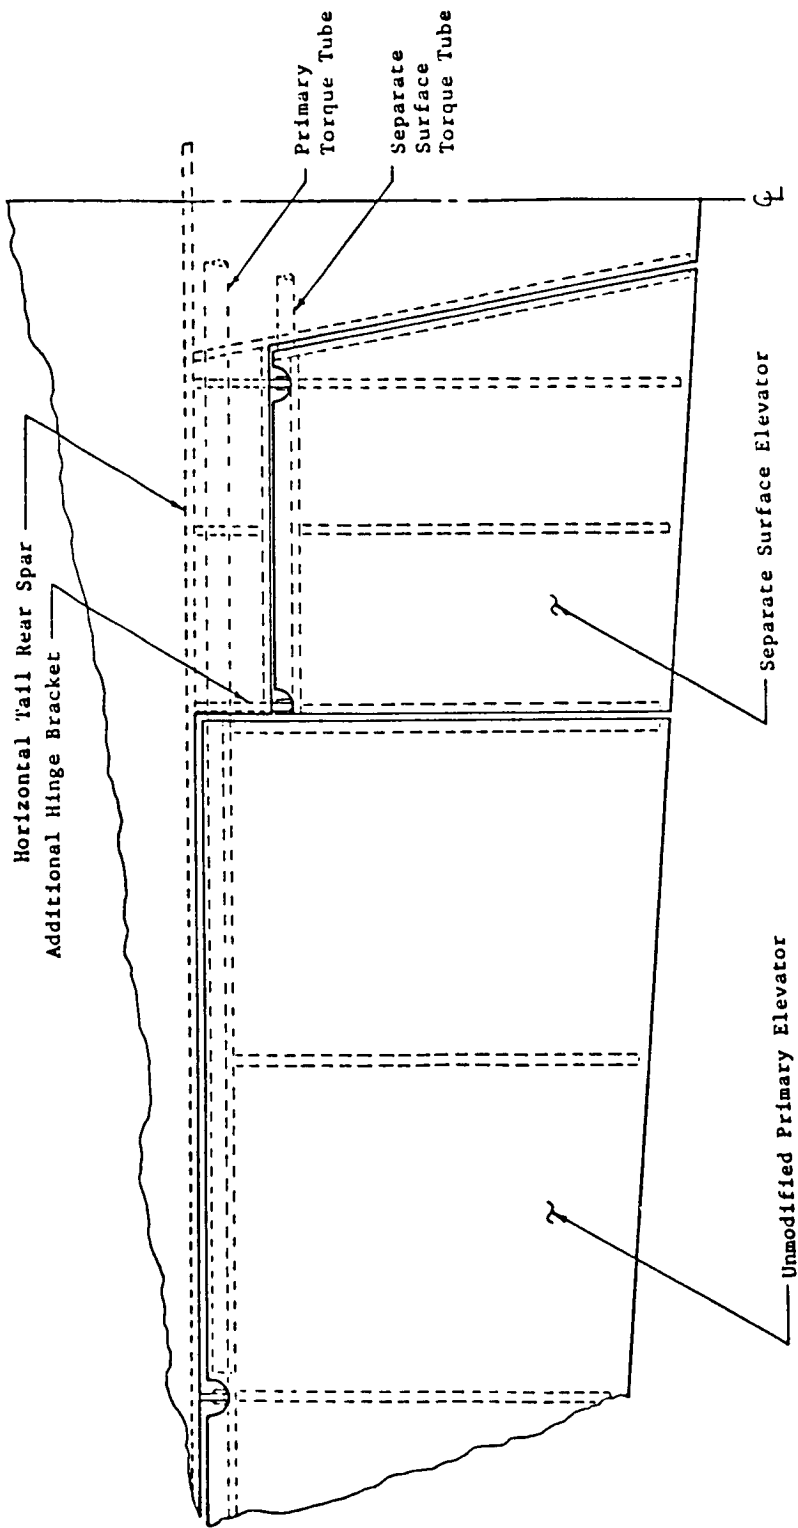 Horizontal Tail Rear Spar
Additional Hinge Bracket
Primary
Torque Tube
Separate
Surface
Torque Tube
℄
Separate Surface Elevator
Unmodified Primary Elevator